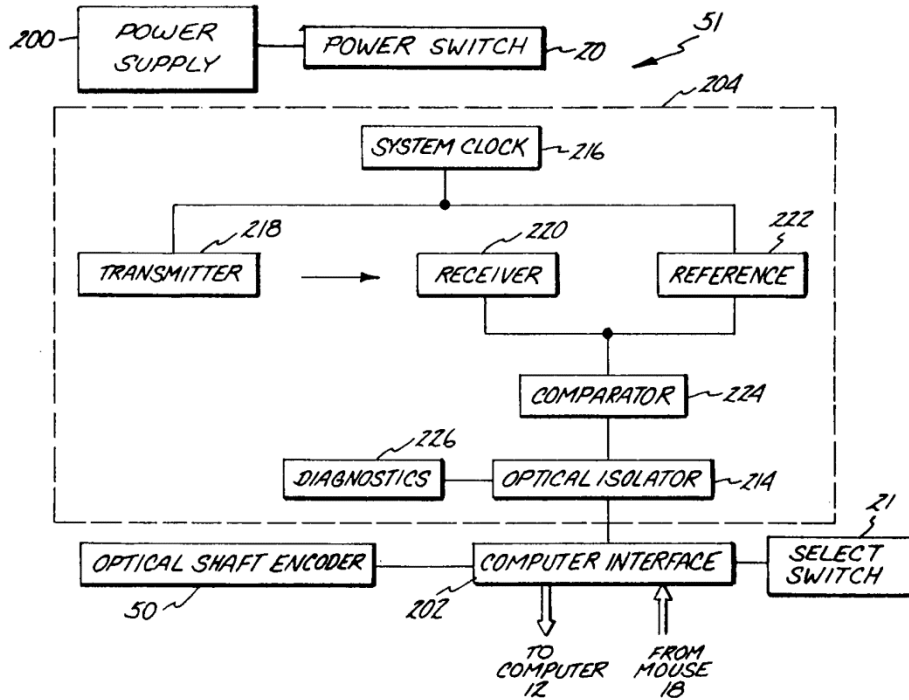 200
POWER
SUPPLY
POWER SWITCH
20
51
204
SYSTEM CLOCK
216
218
220
222
TRANSMITTER
RECEIVER
REFERENCE
COMPARATOR
224
226
DIAGNOSTICS
OPTICAL ISOLATOR
214
21
OPTICAL SHAFT ENCODER
COMPUTER INTERFACE
SELECT
SWITCH
50
202
TO
COMPUTER
12
FROM
MOUSE
18